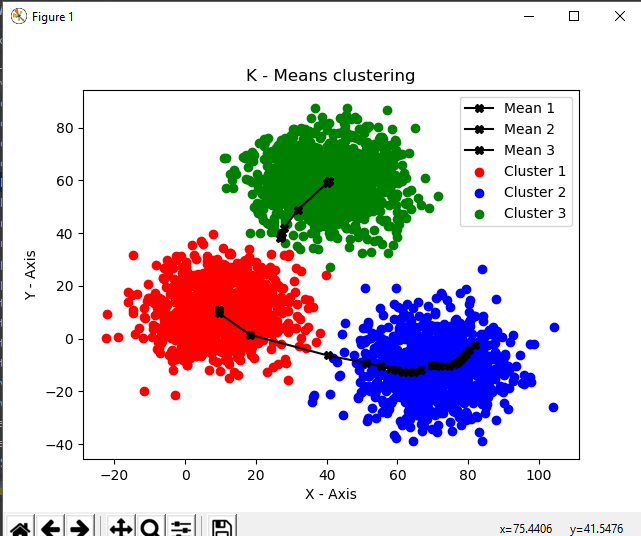 Figure 1
K - Means clustering
Mean 1
Mean 2
Mean 3
Cluster 1
Cluster 2
Cluster 3
80
60
40
20
0
−20
−40
Y - Axis
−20
0
20
40
60
80
100
X - Axis
x=75.4406 y=41.5476